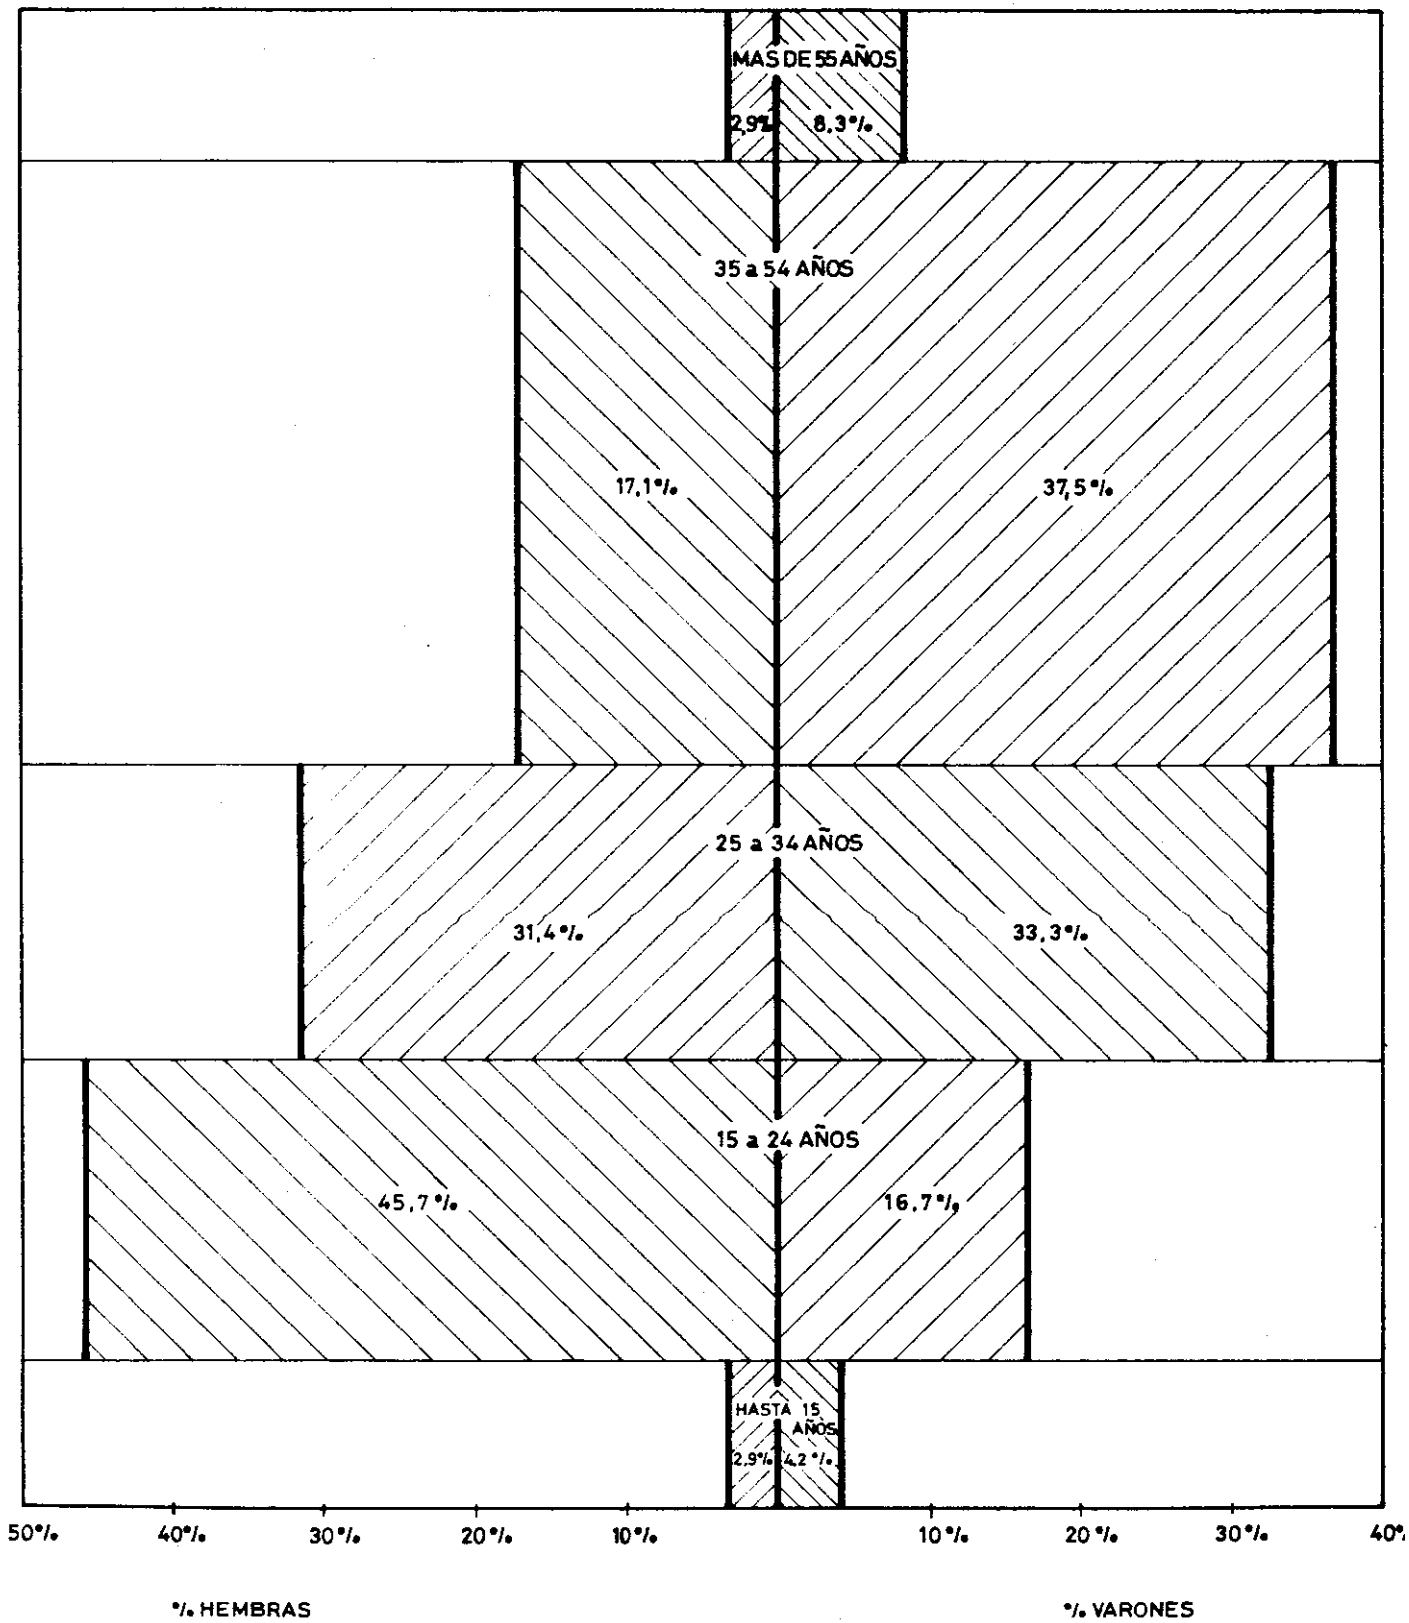 MAS DE 55 AÑOS
2,9% 8,3%
35 a 54 AÑOS
17,1% 37,5%
25 a 34 AÑOS
31,4% 33,3%
15 a 24 AÑOS
45,7% 16,7%
HASTA 15
AÑOS
2,9% 4,2%
50% 40% 30% 20% 10% 10% 20% 30% 40%
% HEMBRAS % VARONES